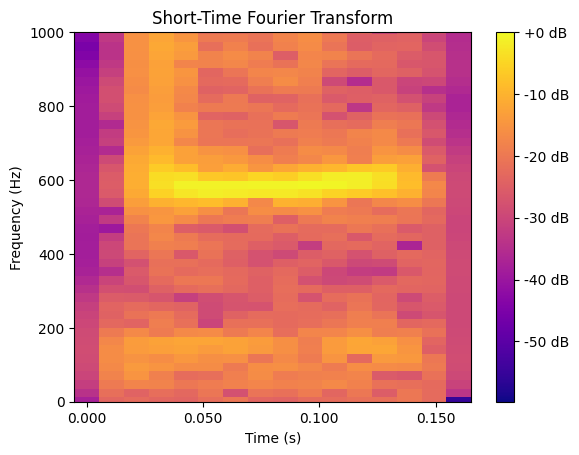 Short-Time Fourier Transform
Frequency (Hz)
1000
800
600
400
200
0
0.000
0.050
0.100
0.150
Time (s)
+0 dB
-10 dB
-20 dB
-30 dB
-40 dB
-50 dB